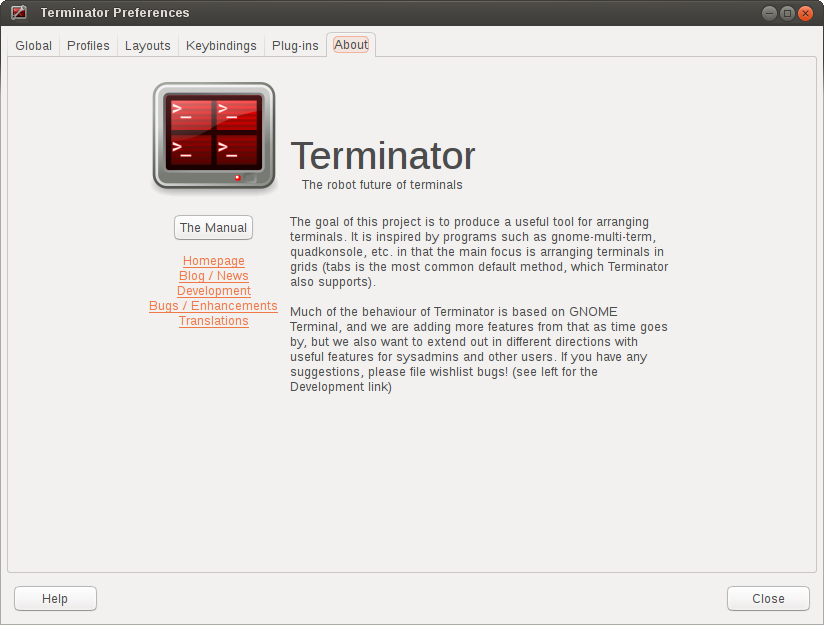 Terminator Preferences
Global Profiles Layouts Keybindings Plug-ins About
>_ >_
>_ >_
Terminator
The robot future of terminals
The Manual
Homepage
Blog / News
Development
Bugs / Enhancements
Translations
The goal of this project is to produce a useful tool for arranging
terminals. It is inspired by programs such as gnome-multi-term,
quadkonsole, etc. in that the main focus is arranging terminals in
grids (tabs is the most common default method, which Terminator
also supports).
Much of the behaviour of Terminator is based on GNOME
Terminal, and we are adding more features from that as time goes
by, but we also want to extend out in different directions with
useful features for sysadmins and other users. If you have any
suggestions, please file wishlist bugs! (see left for the
Development link)
Help Close